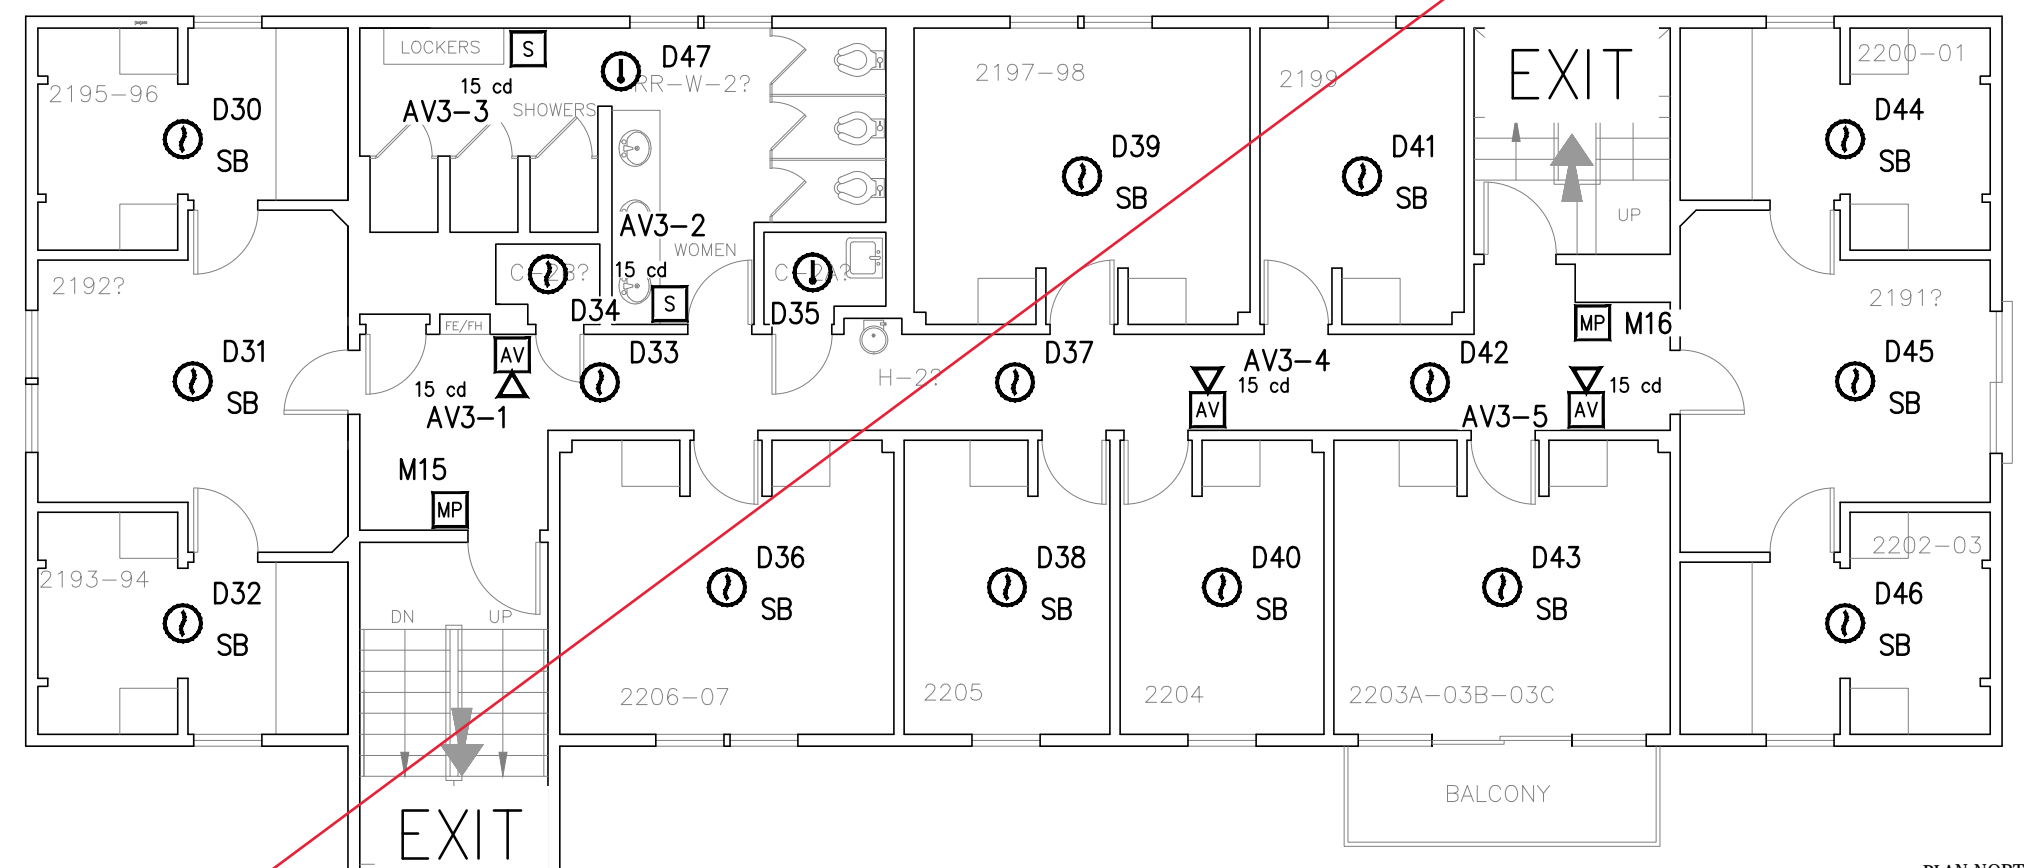 LOCKERS
S
D47
RR-W-2?
15 cd
AV3-3
SHOWERS
2195-96
D30
SB
2197-98
2199
EXIT
2200-01
D44
SB
D39
SB
D41
SB
UP
AV3-2
WOMEN
15 cd
S
C-2B?
D34
C-2A?
D35
2192?
FE/FH
AV
D33
15 cd
AV3-1
D31
SB
H-2?
D37
AV3-4
15 cd
AV
D42
MP
M16
15 cd
AV
AV3-5
2191?
D45
SB
M15
MP
2193-94
D32
SB
DN
UP
EXIT
D36
SB
2206-07
D38
SB
2205
D40
SB
2204
D43
SB
2203A-03B-03C
BALCONY
2202-03
D46
SB